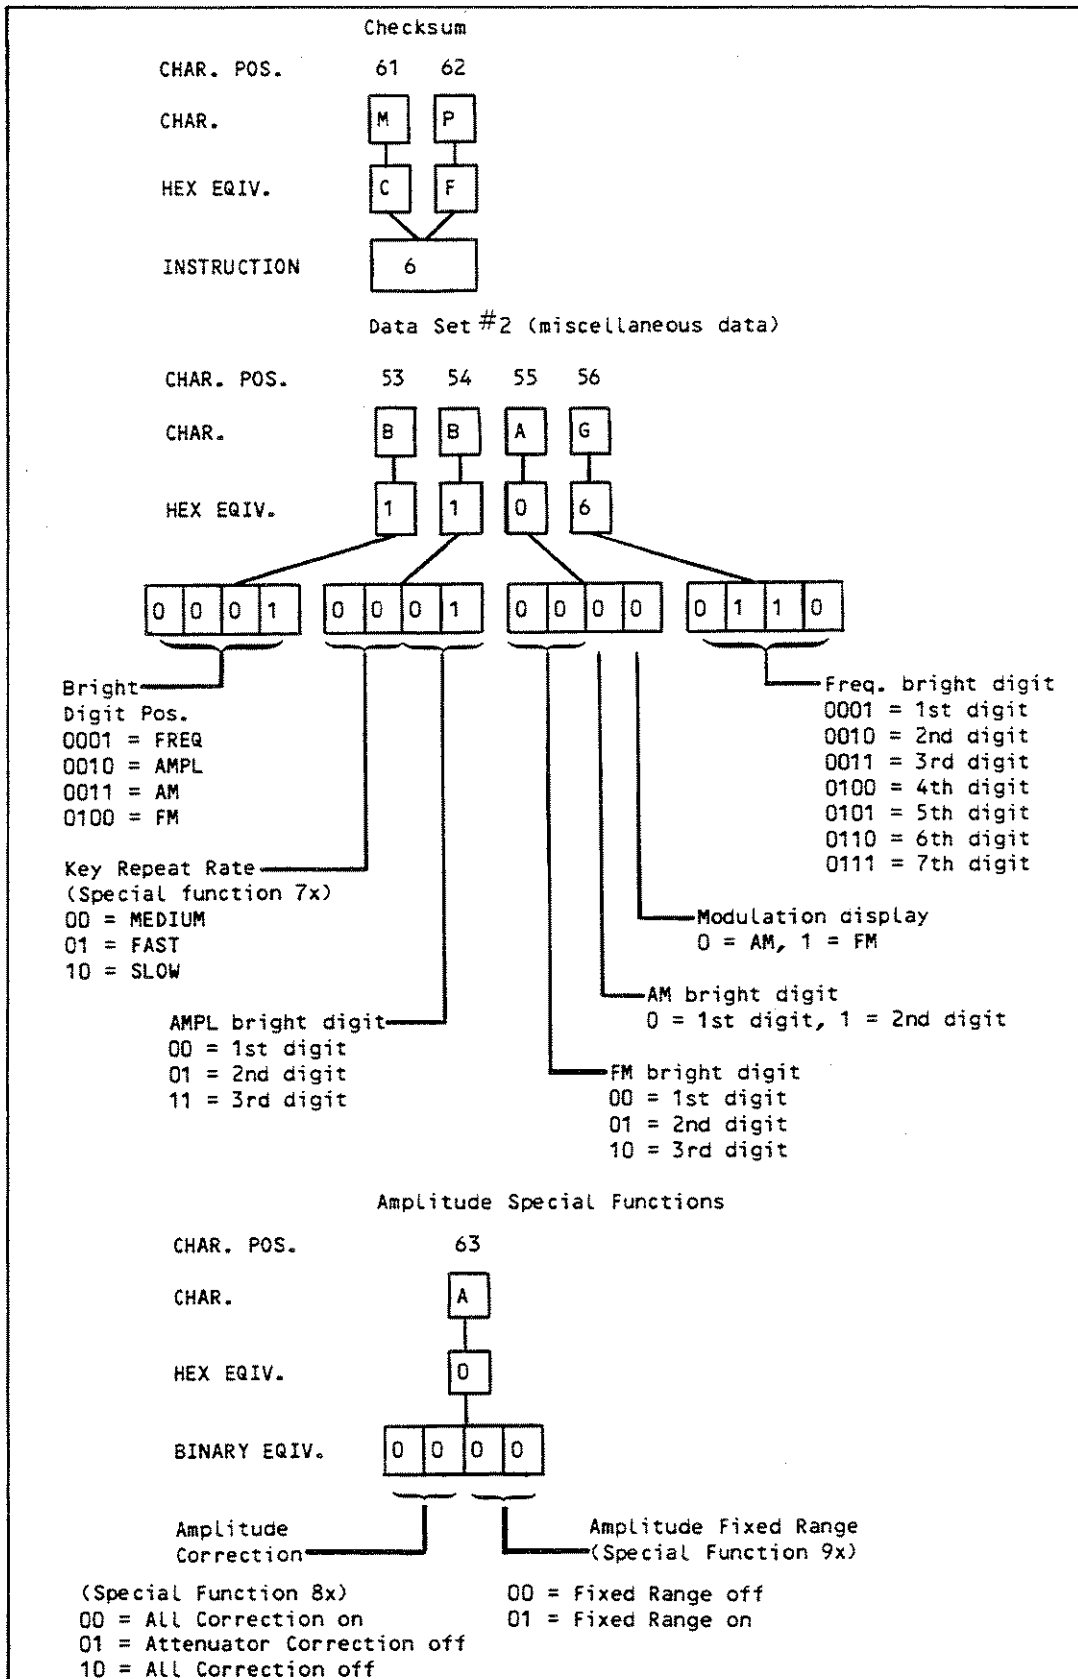 Checksum
CHAR. POS. 61 62
CHAR. M P
HEX EQIV. C F
INSTRUCTION 6
Data Set #2 (miscellaneous data)
CHAR. POS. 53 54 55 56
CHAR. B B A G
HEX EQIV. 1 1 0 6
0 0 0 1 0 0 0 1 0 0 0 0 0 1 1 0
Bright
Digit Pos.
0001 = FREQ
0010 = AMPL
0011 = AM
0100 = FM
Freq. bright digit
0001 = 1st digit
0010 = 2nd digit
0011 = 3rd digit
0100 = 4th digit
0101 = 5th digit
0110 = 6th digit
0111 = 7th digit
Key Repeat Rate
(Special function 7x)
00 = MEDIUM
01 = FAST
10 = SLOW
Modulation display
0 = AM, 1 = FM
AM bright digit
0 = 1st digit, 1 = 2nd digit
AMPL bright digit
00 = 1st digit
01 = 2nd digit
11 = 3rd digit
FM bright digit
00 = 1st digit
01 = 2nd digit
10 = 3rd digit
Amplitude Special Functions
CHAR. POS. 63
CHAR. A
HEX EQIV. 0
BINARY EQIV. 0 0 0 0
Amplitude
Correction
(Special Function 8x)
00 = All Correction on
01 = Attenuator Correction off
10 = All Correction off
Amplitude Fixed Range
(Special Function 9x)
00 = Fixed Range off
01 = Fixed Range on